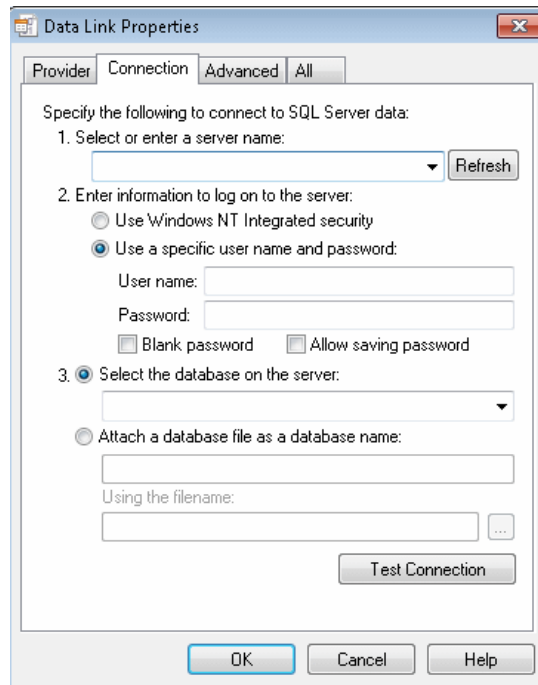 Data Link Properties
Provider Connection Advanced All
Specify the following to connect to SQL Server data:
1. Select or enter a server name:
Refresh
2. Enter information to log on to the server:
Use Windows NT Integrated security
Use a specific user name and password:
User name:
Password:
Blank password Allow saving password
3. Select the database on the server:
Attach a database file as a database name:
Using the filename:
...
Test Connection
OK Cancel Help